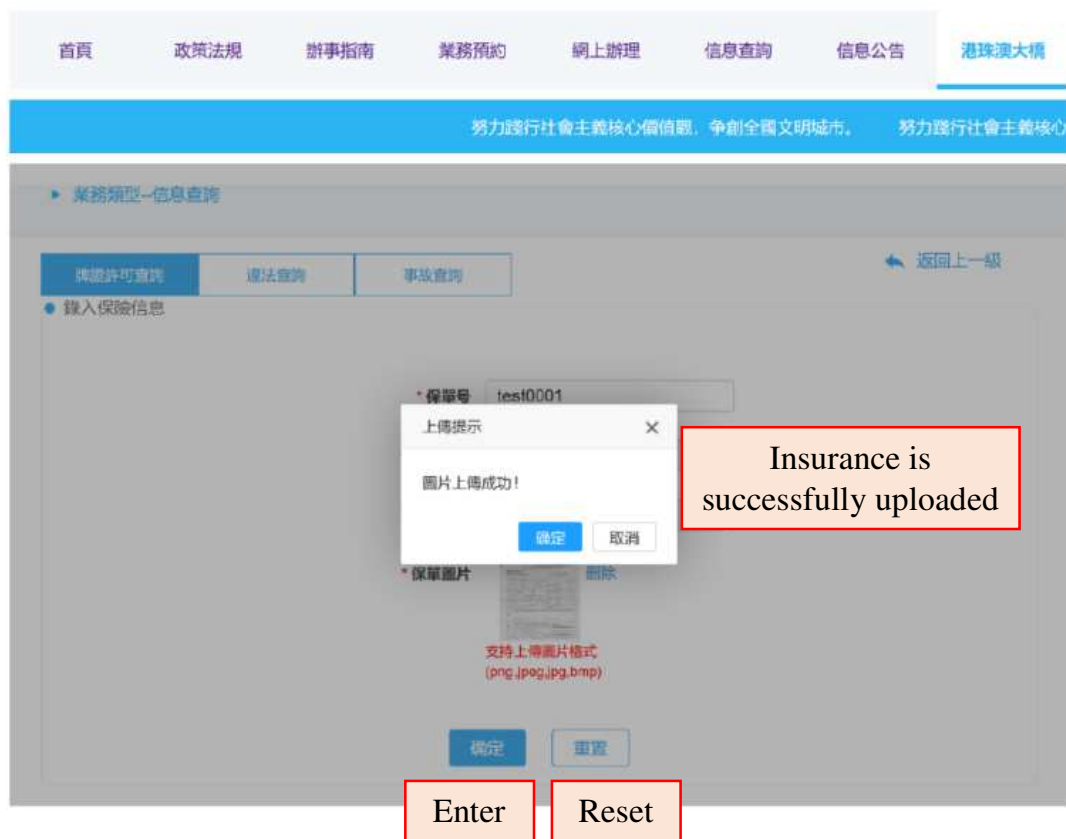 首頁 政策法規 辦事指南 業務預約 網上辦理 信息查詢 信息公告 港珠澳大橋
努力踐行社會主義核心價值觀，争創全國文明城市。 努力踐行社會主義核心
業務類型--信息查詢
牌證許可查詢 違法查詢 事故查詢 返回上一級
錄入保險信息
*保單号 test0001
上傳提示
Insurance is
successfully uploaded
圖片上傳成功！
确定 取消
*保單圖片 删除
支持上傳圖片格式
(png,jpeg,jpg,bmp)
确定 重置
Enter Reset